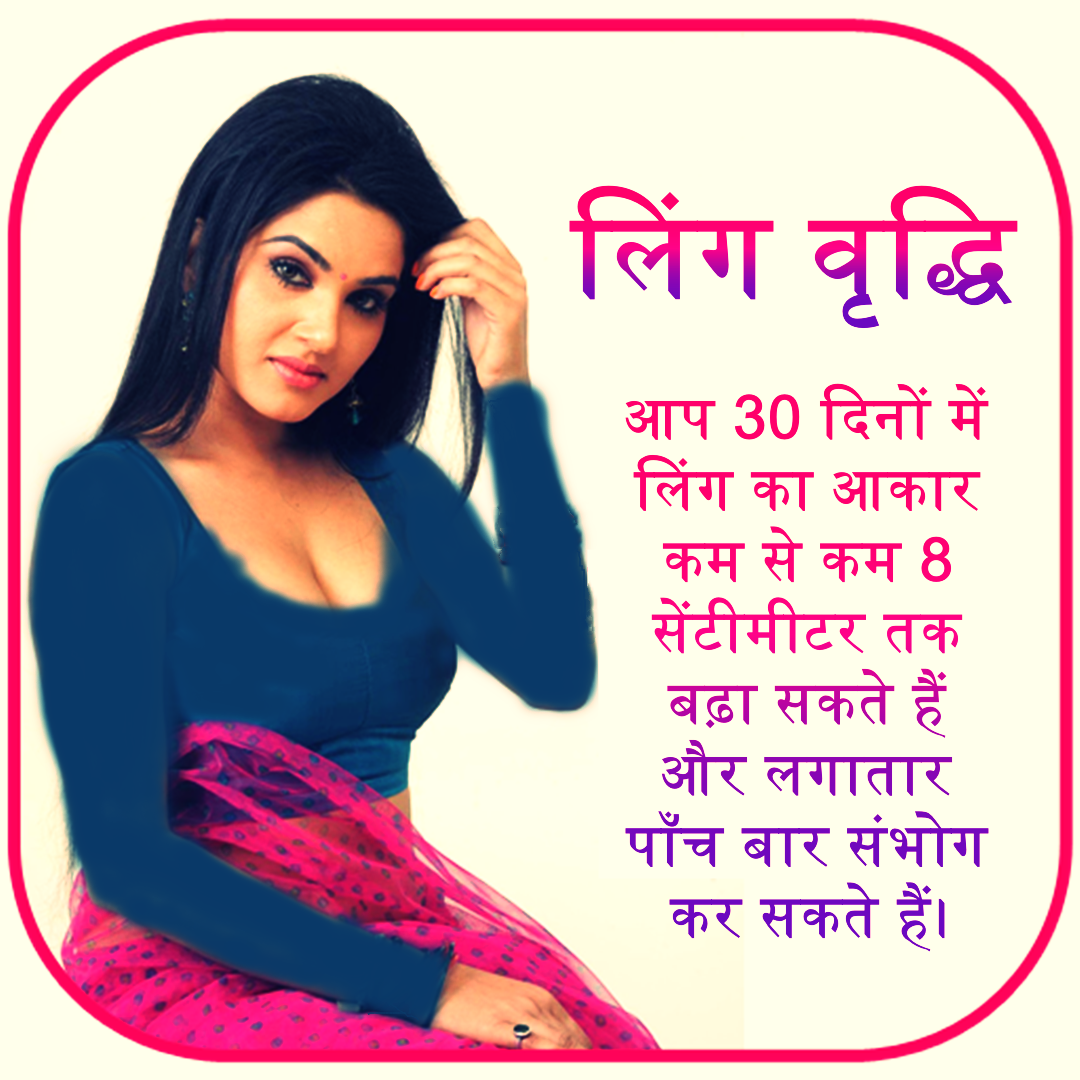 लिंग वृद्धि
आप 30 दिनों में
लिंग का आकार
कम से कम 8
सेंटीमीटर तक
बढ़ा सकते हैं
और लगातार
पाँच बार संभोग
कर सकते हैं।